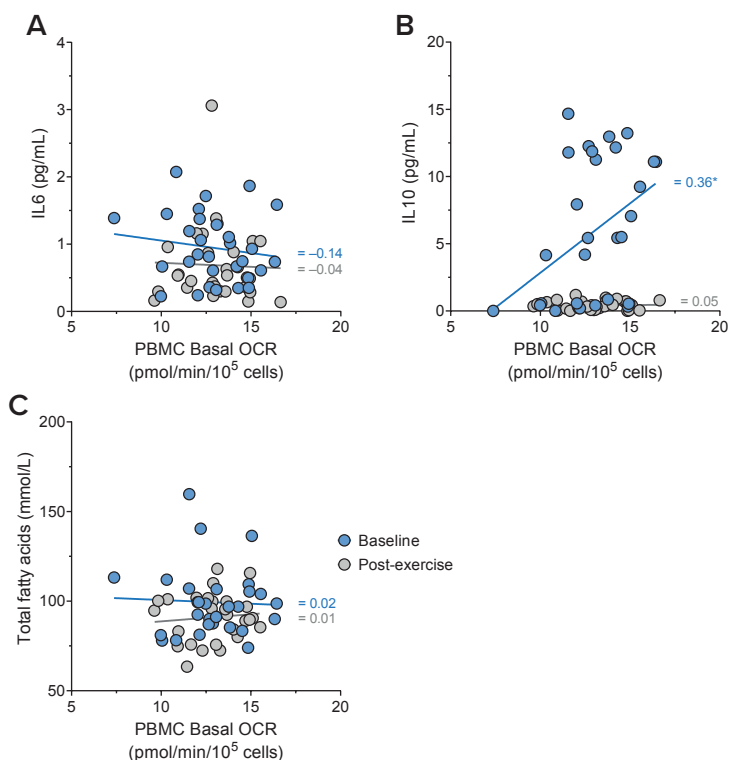 A
4
3
2
1
0
IL6 (pg/mL)
= –0.14
= –0.04
5
10
15
20
PBMC Basal OCR
(pmol/min/10⁵ cells)
B
20
15
10
5
0
IL10 (pg/mL)
= 0.36*
= 0.05
5
10
15
20
PBMC Basal OCR
(pmol/min/10⁵ cells)
C
200
150
100
50
Total fatty acids (mmol/L)
= 0.02
= 0.01
5
10
15
20
PBMC Basal OCR
(pmol/min/10⁵ cells)
Baseline
Post-exercise